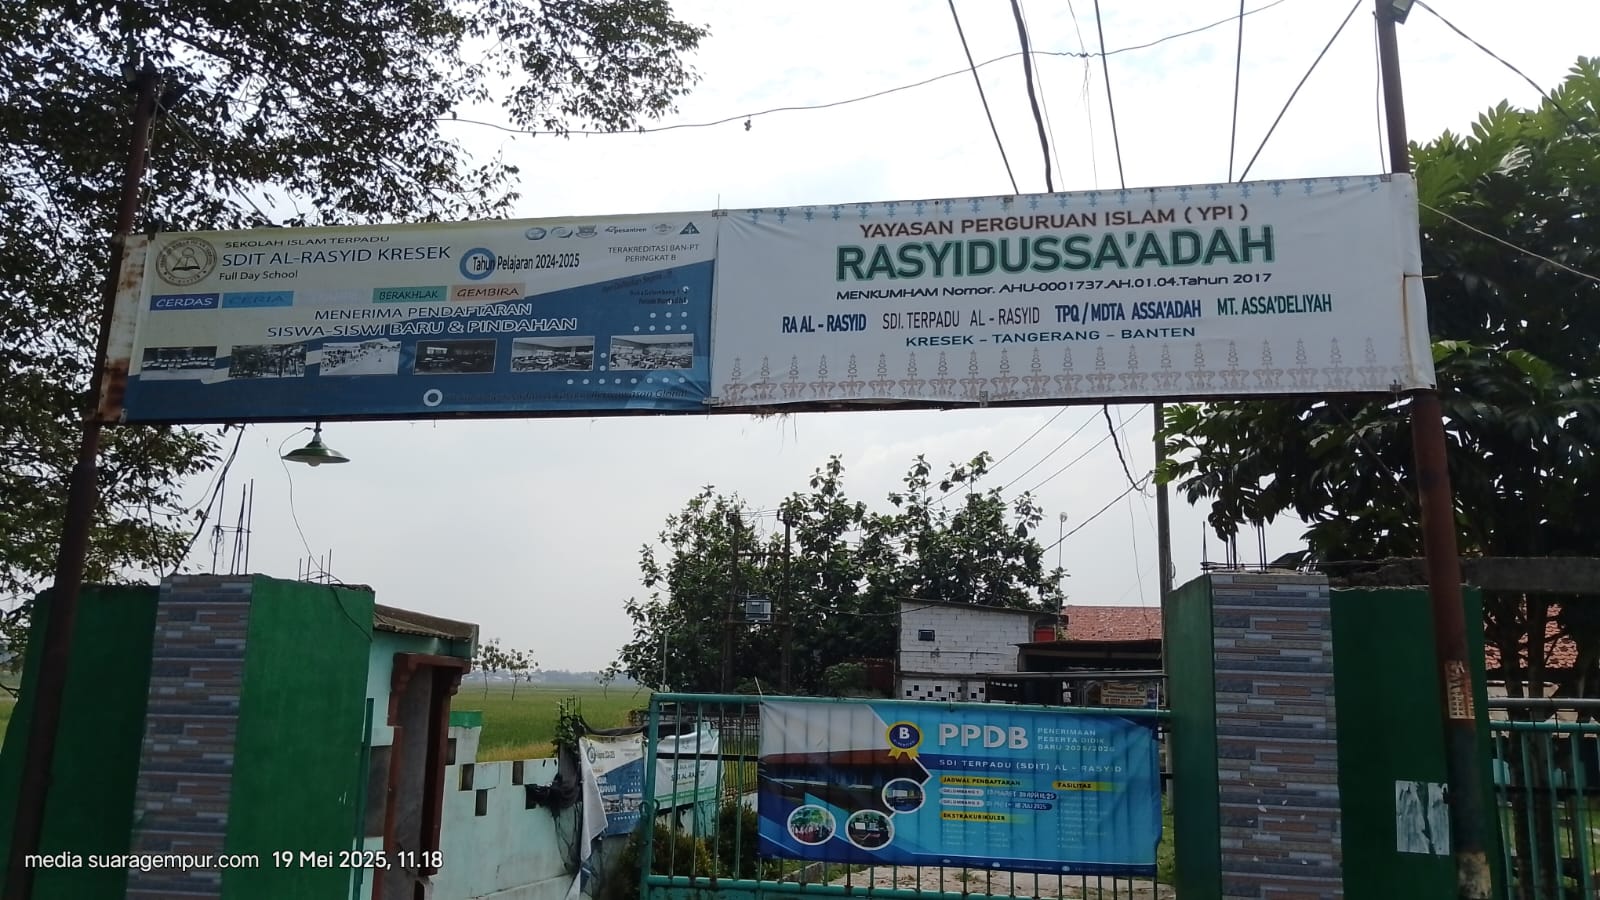 SEKOLAH ISLAM TERPADU
SDIT AL-RASYID KRESEK
Full Day School
Tahun Pelajaran 2024-2025
TERAKREDITASI BAN-PT
PERINGKAT B
CERDAS CERIA BERAKHLAK GEMBIRA
MENERIMA PENDAFTARAN
SISWA-SISWI BARU & PINDAHAN
YAYASAN PERGURUAN ISLAM ( YPI )
RASYIDUSSA'ADAH
MENKUMHAM Nomor. AHU-0001737.AH.01.04.Tahun 2017
RA AL - RASYID SDI. TERPADU AL - RASYID TPQ / MDTA ASSA'ADAH MT. ASSA'DELIYAH
KRESEK - TANGERANG - BANTEN
B
PPDB
PENERIMAAN
PESERTA DIDIK
BARU 2025/2026
SDI TERPADU (SDIT) AL - RASYID
JADWAL PENDAFTARAN
FASILITAS
GELOMBANG 1
GELOMBANG 2
EKSTRAKURIKULER
media suaragempur.com 19 Mei 2025, 11.18